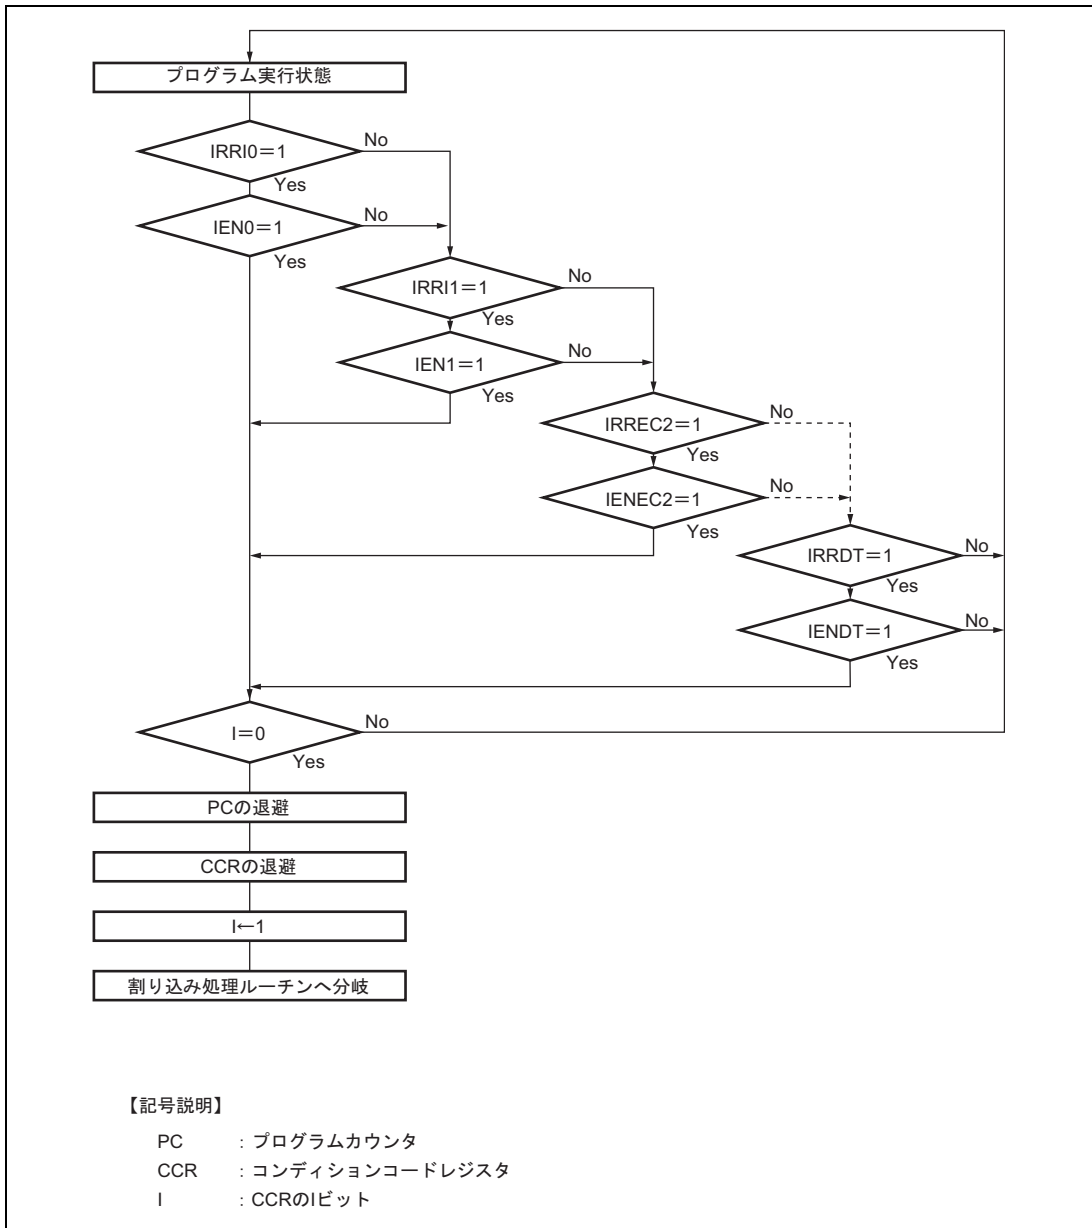 プログラム実行状態
IRRI0＝1
No
Yes
IEN0＝1
No
Yes
IRRI1＝1
No
Yes
IEN1＝1
No
Yes
IRREC2＝1
No
Yes
IENEC2＝1
No
Yes
IRRDT＝1
No
Yes
IENDT＝1
No
Yes
I＝0
No
Yes
PCの退避
CCRの退避
I←1
割り込み処理ルーチンへ分岐
【記号説明】
PC : プログラムカウンタ
CCR : コンディションコードレジスタ
I : CCRのIビット